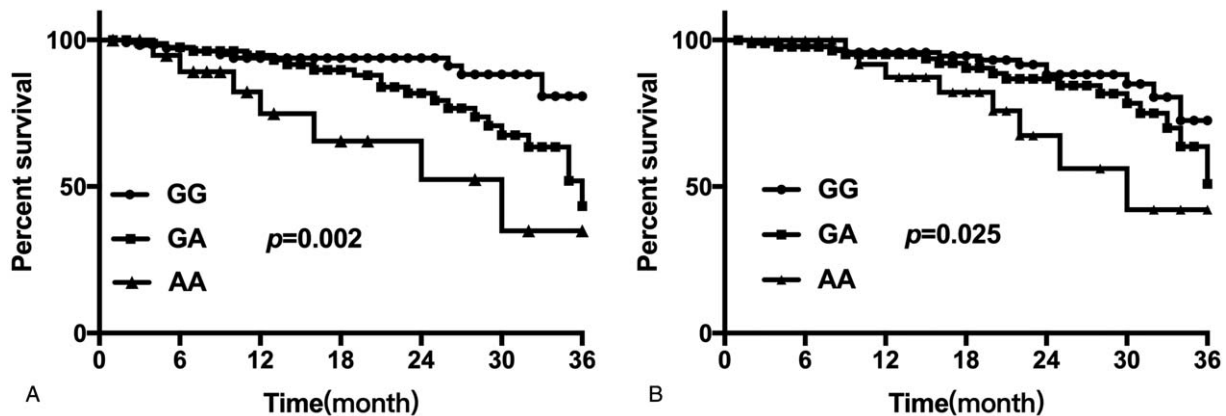 Percent survival
100
50
0
GG
GA
AA
p=0.002
0 6 12 18 24 30 36
Time(month)
A
Percent survival
100
50
0
GG
GA
AA
p=0.025
0 6 12 18 24 30 36
Time(month)
B